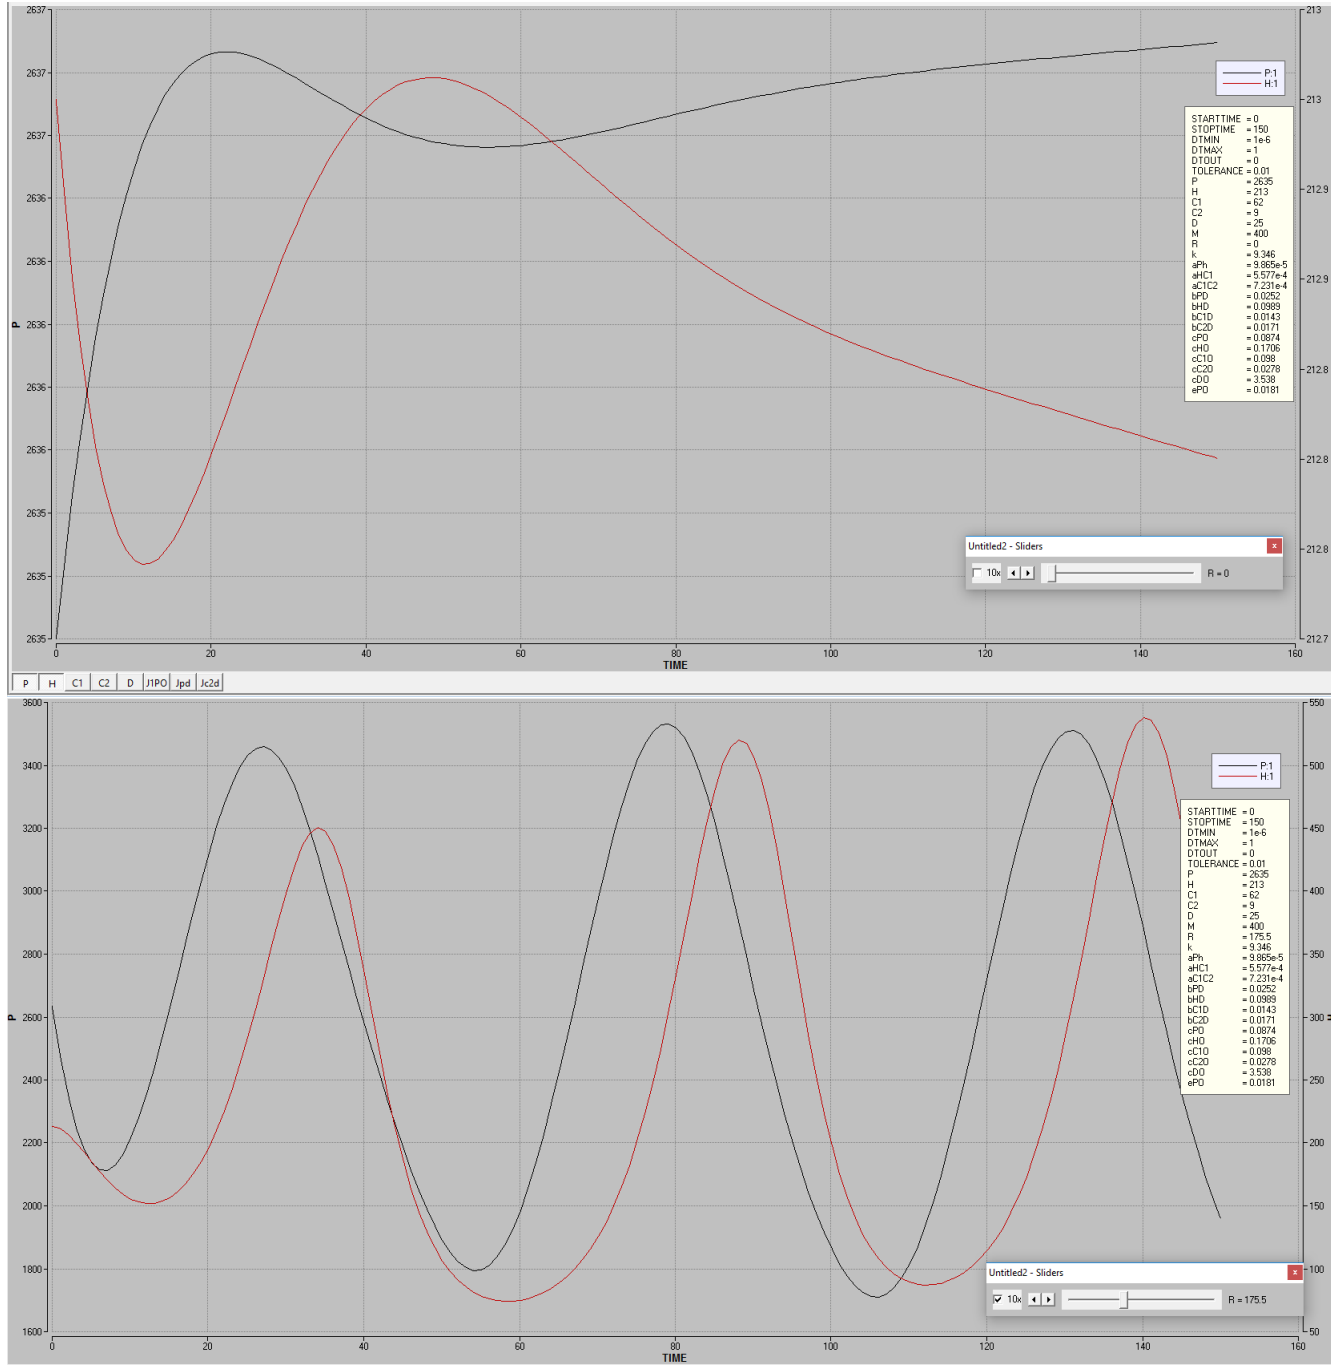 2637
2637
2637
2636
2636
2636
2636
2636
2635
2635
2635
P
213
213
212.9
212.9
212.8
212.8
212.8
212.7
0
20
40
60
80
100
120
140
160
TIME
P:1
H:1
STARTTIME = 0
STOPTIME = 150
DTMIN = 1e-6
DTMAX = 1
DTOUT = 0
TOLERANCE = 0.01
P = 2635
H = 213
C1 = 62
C2 = 9
D = 25
M = 400
R = 0
k = 9.346
aPh = 9.865e-5
aHC1 = 5.577e-4
aC1C2 = 7.231e-4
bPD = 0.0252
bHD = 0.0989
bC1D = 0.0143
bC2D = 0.0171
cPO = 0.0874
cHO = 0.1706
cC1O = 0.098
cC2O = 0.0278
cDO = 3.538
ePO = 0.0181
Untitled2 - Sliders
x
10x
R = 0
P H C1 C2 D J1PO Jpd Jc2d
3600
3400
3200
3000
2800
2600
2400
2200
2000
1800
1600
P
550
500
450
400
350
300
250
200
150
100
50
0
20
40
60
80
100
120
140
160
TIME
P:1
H:1
STARTTIME = 0
STOPTIME = 150
DTMIN = 1e-6
DTMAX = 1
DTOUT = 0
TOLERANCE = 0.01
P = 2635
H = 213
C1 = 62
C2 = 9
D = 25
M = 400
R = 175.5
k = 9.346
aPh = 9.865e-5
aHC1 = 5.577e-4
aC1C2 = 7.231e-4
bPD = 0.0252
bHD = 0.0989
bC1D = 0.0143
bC2D = 0.0171
cPO = 0.0874
cHO = 0.1706
cC1O = 0.098
cC2O = 0.0278
cDO = 3.538
ePO = 0.0181
Untitled2 - Sliders
x
10x
R = 175.5